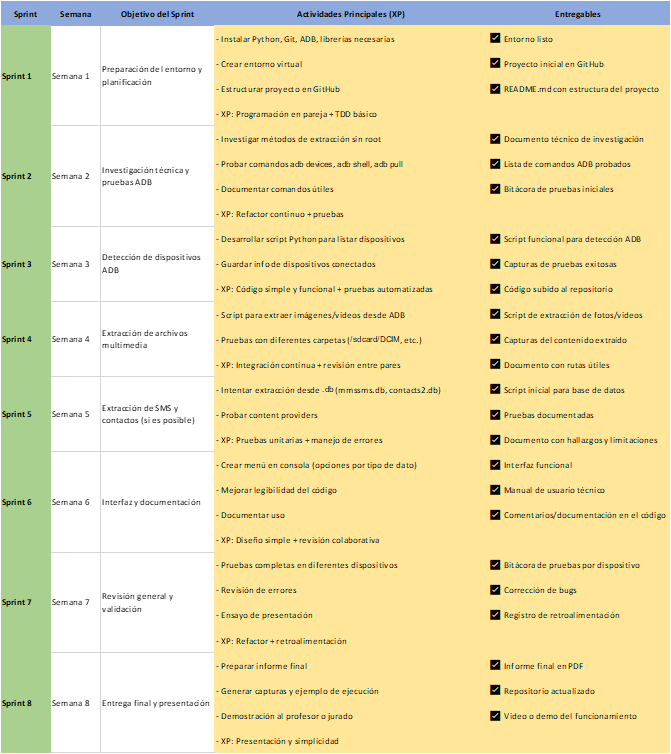 Sprint Semana Objetivo del Sprint Actividades Principales (XP) Entregables
- Instalar Python, Git, ADB, librerías necesarias Entorno listo
- Crear entorno virtual Proyecto inicial en GitHub
Sprint 1 Semana 1 Preparación del entorno y planificación
- Estructurar proyecto en GitHub README.md con estructura del proyecto
- XP: Programación en pareja + TDD básico
- Investigar métodos de extracción sin root Documento técnico de investigación
- Probar comandos adb devices, adb shell, adb pull Lista de comandos ADB probados
Sprint 2 Semana 2 Investigación técnica y pruebas ADB
- Documentar comandos útiles Bitácora de pruebas iniciales
- XP: Refactor continuo + pruebas
- Desarrollar script Python para listar dispositivos Script funcional para detección ADB
Sprint 3 Semana 3 Detección de dispositivos ADB
- Guardar info de dispositivos conectados Capturas de pruebas exitosas
- XP: Código simple y funcional + pruebas automatizadas Código subido al repositorio
- Script para extraer imágenes/videos desde ADB Script de extracción de fotos/videos
Sprint 4 Semana 4 Extracción de archivos multimedia
- Pruebas con diferentes carpetas (/sdcard/DCIM, etc.) Capturas del contenido extraído
- XP: Integración continua + revisión entre pares Documento con rutas útiles
- Intentar extracción desde .db (mmssms.db, contacts2.db) Script inicial para base de datos
Sprint 5 Semana 5 Extracción de SMS y contactos (si es posible)
- Probar content providers Pruebas documentadas
- XP: Pruebas unitarias + manejo de errores Documento con hallazgos y limitaciones
- Crear menú en consola (opciones por tipo de dato) Interfaz funcional
- Mejorar legibilidad del código Manual de usuario técnico
Sprint 6 Semana 6 Interfaz y documentación
- Documentar uso Comentarios/documentación en el código
- XP: Diseño simple + revisión colaborativa
- Pruebas completas en diferentes dispositivos Bitácora de pruebas por dispositivo
- Revisión de errores Corrección de bugs
Sprint 7 Semana 7 Revisión general y validación
- Ensayo de presentación Registro de retroalimentación
- XP: Refactor + retroalimentación
- Preparar informe final Informe final en PDF
- Generar capturas y ejemplo de ejecución Repositorio actualizado
Sprint 8 Semana 8 Entrega final y presentación
- Demostración al profesor o jurado Video o demo del funcionamiento
- XP: Presentación y simplicidad